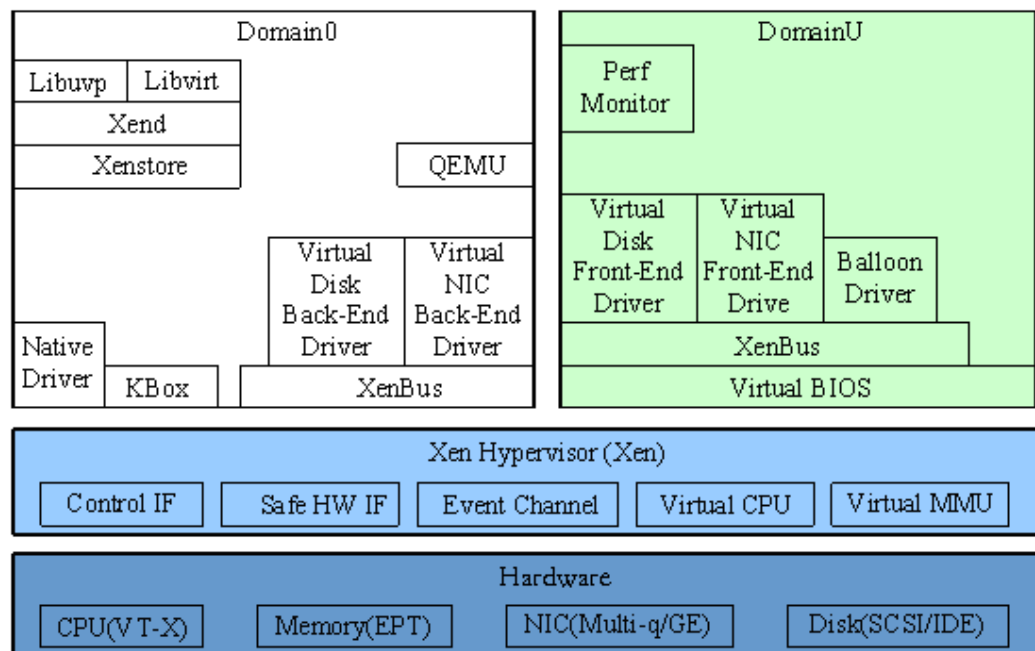 Domain0
Libuvp
Libvirt
Xend
Xenstore
QEMU
Virtual
Disk
Back-End
Driver
Virtual
NIC
Back-End
Driver
Native
Driver
KBox
XenBus
DomainU
Perf
Monitor
Virtual
Disk
Front-End
Driver
Virtual
NIC
Front-End
Drive
Balloon
Driver
XenBus
Virtual BIOS
Xen Hypervisor (Xen)
Control IF
Safe HW IF
Event Channel
Virtual CPU
Virtual MMU
Hardware
CPU(VT-X)
Memory(EPT)
NIC(Multi-q/GE)
Disk(SCSI/IDE)